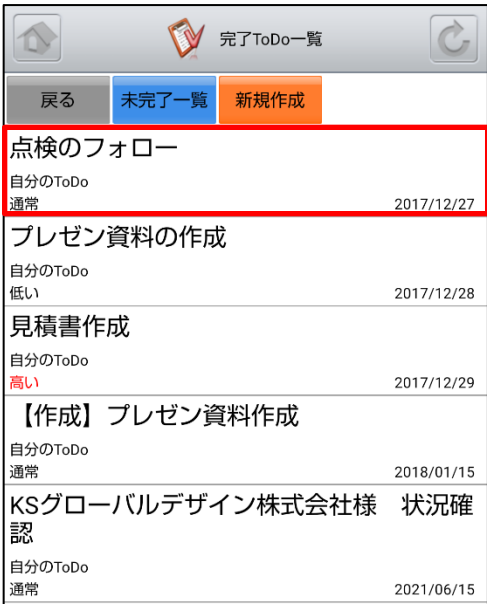 完了ToDo一覧
戻る 未完了一覧 新規作成
点検のフォロー
自分のToDo
通常 2017/12/27
プレゼン資料の作成
自分のToDo
低い 2017/12/28
見積書作成
自分のToDo
高い 2017/12/29
【作成】プレゼン資料作成
自分のToDo
通常 2018/01/15
KSグローバルデザイン株式会社様　状況確
認
自分のToDo
通常 2021/06/15